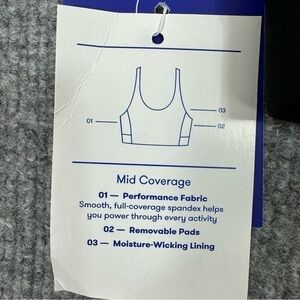 03
01
02
Mid Coverage
01 — Performance Fabric
Smooth, full-coverage spandex helps
you power through every activity
02 — Removable Pads
03 — Moisture-Wicking Lining